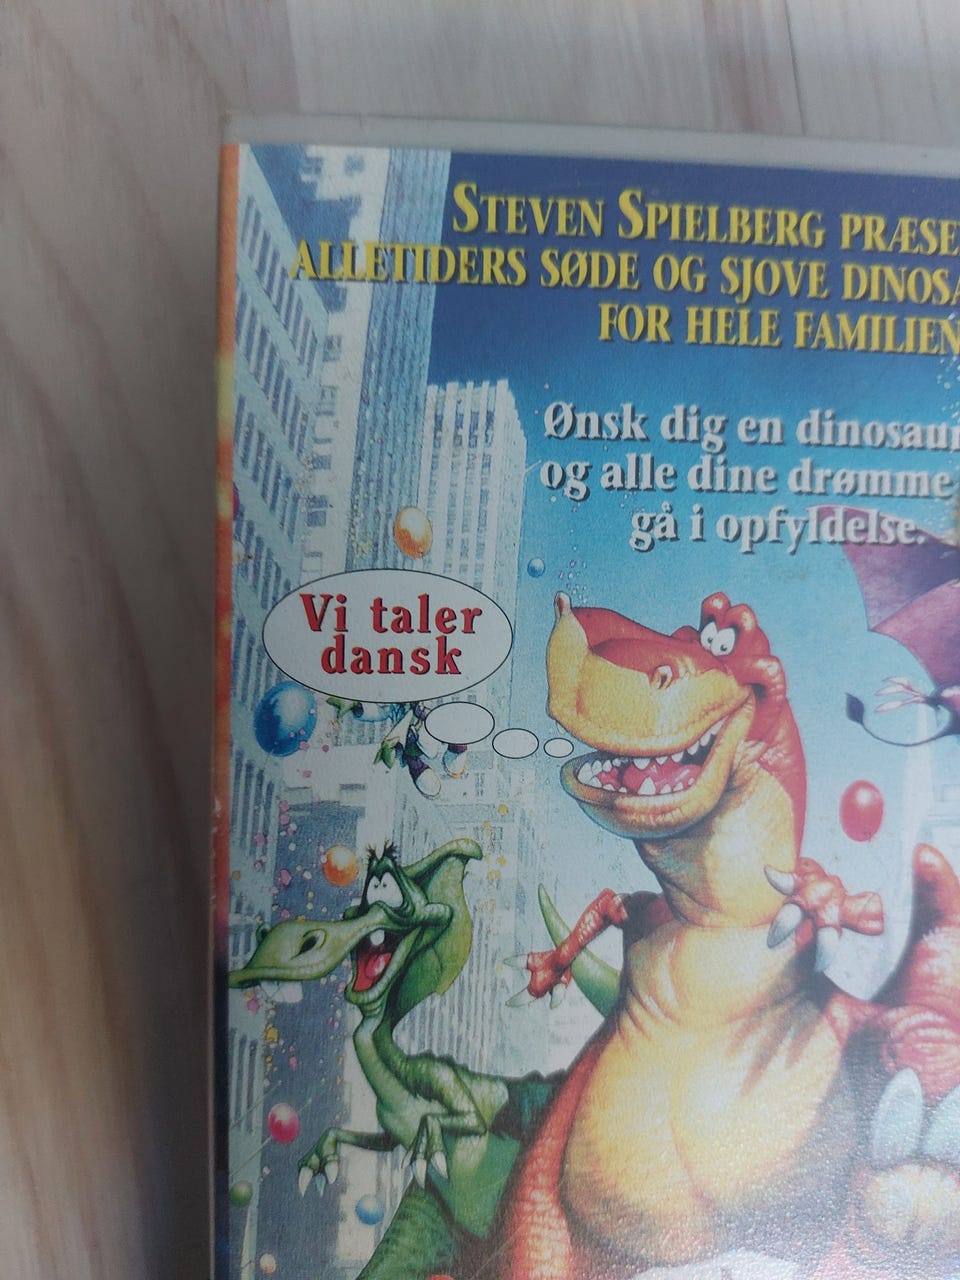 STEVEN SPIELBERG PRÆSE
ALLETIDERS SØDE OG SJOVE DINOSA
FOR HELE FAMILIEN
Ønsk dig en dinosaur
og alle dine drømme
gå i opfyldelse.
Vi taler
dansk